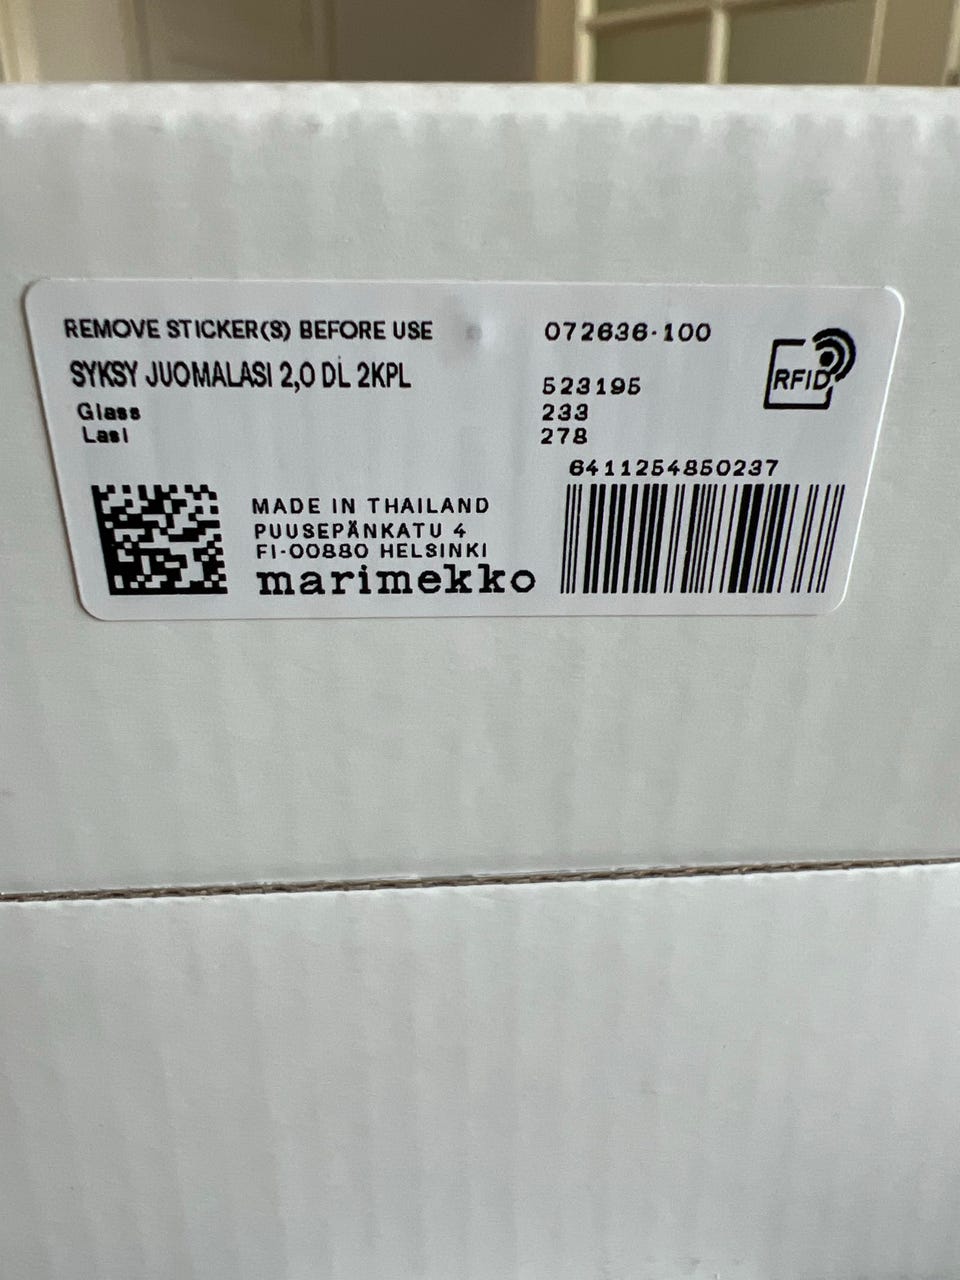 REMOVE STICKER(S) BEFORE USE
SYKSY JUOMALASI 2,0 DL 2KPL
Glass
Lasi
072636-100
523195
233
278
RFID
6411254850237
MADE IN THAILAND
PUUSEPÄNKATU 4
FI-00880 HELSINKI
marimekko